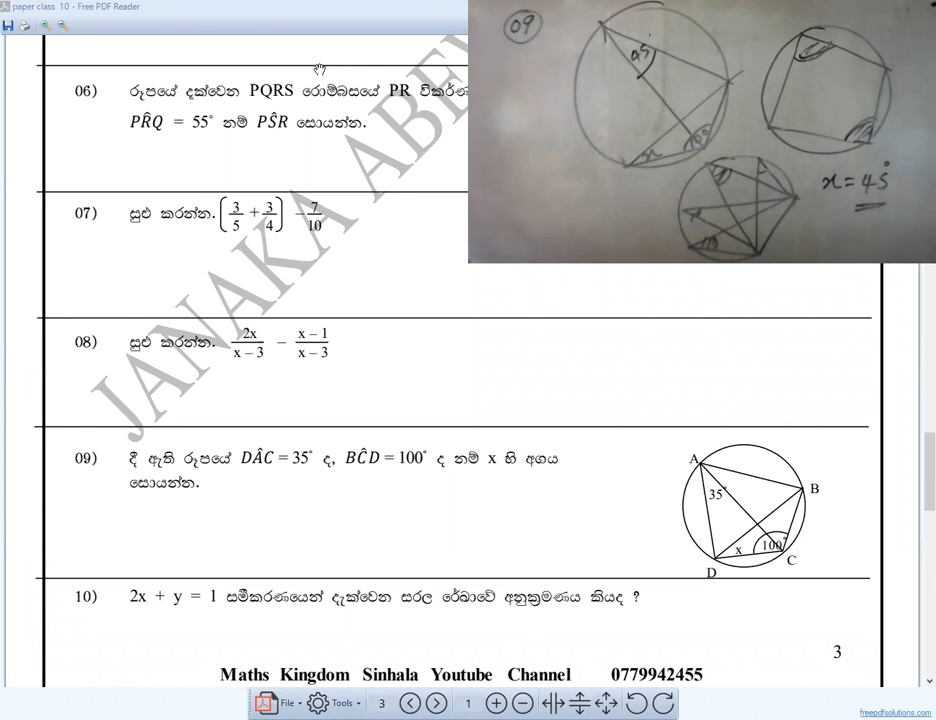 paper class 10 - Free PDF Reader
09
45°
x
x = 45°
06) රූපයේ දක්වෙන PQRS රොම්බසයේ PR විකර්ණ
PR̂Q = 55° නම් PŜR සොයන්න.
07) සුළු කරන්න. (3/5 + 3/4) − 7/10
08) සුළු කරන්න. 2x/(x – 3) – (x – 1)/(x – 3)
09) දී ඇති රූපයේ DÂC = 35° ද, BĈD = 100° ද නම් x හි අගය
සොයන්න.
A
35°
B
x
100°
C
D
10) 2x + y = 1 සමීකරණයෙන් දැක්වෙන සරල රේඛාවේ අනුක්‍රමණය කියද ?
3
Maths Kingdom Sinhala Youtube Channel 0779942455
JANAKA ABE
File Tools 3 1
freepdfsolutions.com